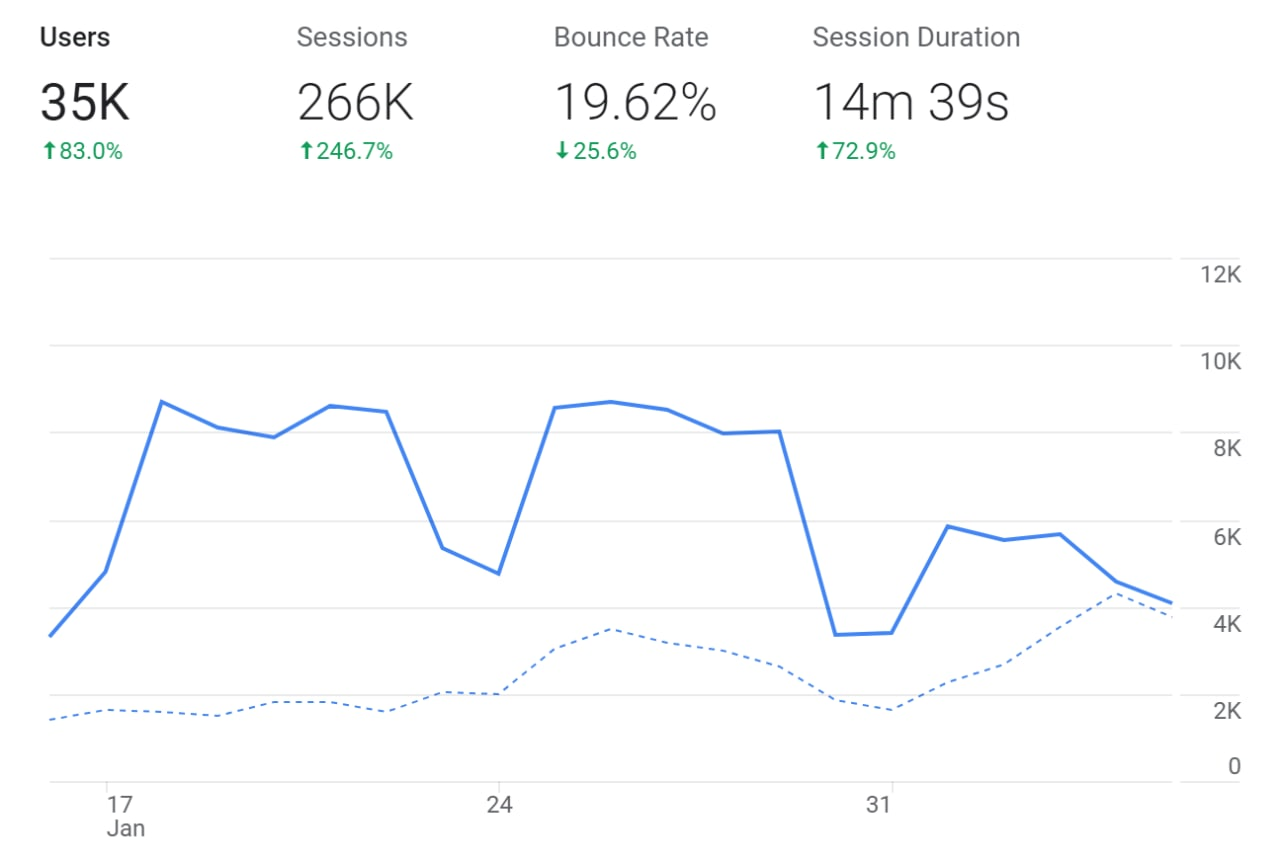 Users Sessions Bounce Rate Session Duration
35K 266K 19.62% 14m 39s
↑83.0% ↑246.7% ↓25.6% ↑72.9%
12K
10K
8K
6K
4K
2K
0
17 24 31
Jan